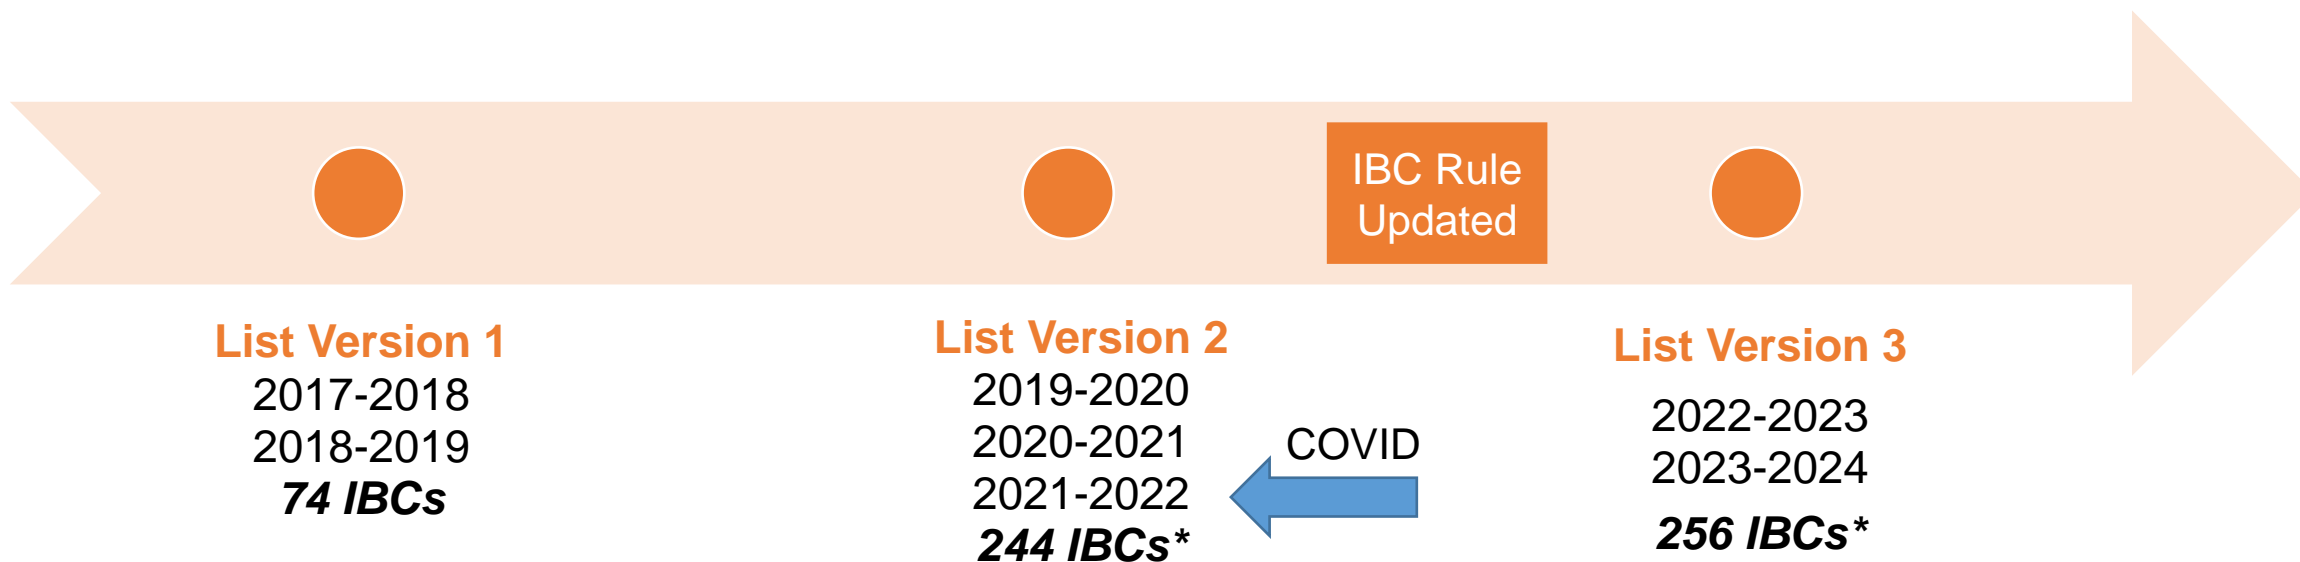 IBC Rule
Updated
List Version 1
2017-2018
2018-2019
74 IBCs
List Version 2
2019-2020
2020-2021
2021-2022
244 IBCs*
COVID
List Version 3
2022-2023
2023-2024
256 IBCs*